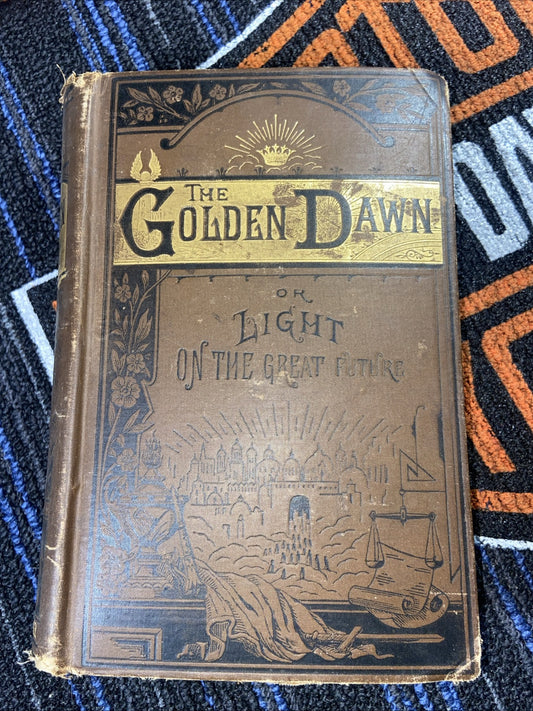 THE
GOLDEN DAWN
OR
LIGHT
ON THE GREAT FUTURE